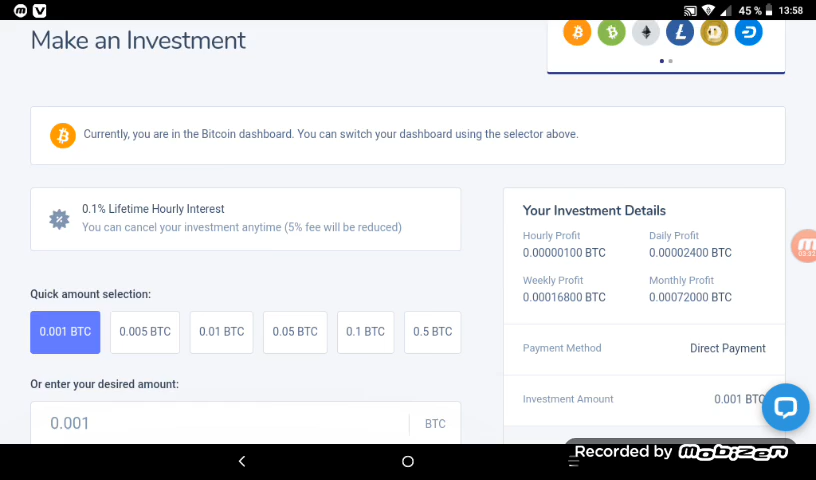 45 % 13:58
Make an Investment
Currently, you are in the Bitcoin dashboard. You can switch your dashboard using the selector above.
0.1% Lifetime Hourly Interest
You can cancel your investment anytime (5% fee will be reduced)
Quick amount selection:
0.001 BTC 0.005 BTC 0.01 BTC 0.05 BTC 0.1 BTC 0.5 BTC
Or enter your desired amount:
0.001 BTC
Your Investment Details
Hourly Profit Daily Profit
0.00000100 BTC 0.00002400 BTC
Weekly Profit Monthly Profit
0.00016800 BTC 0.00072000 BTC
Payment Method Direct Payment
Investment Amount 0.001 BTC
Recorded by mobizen